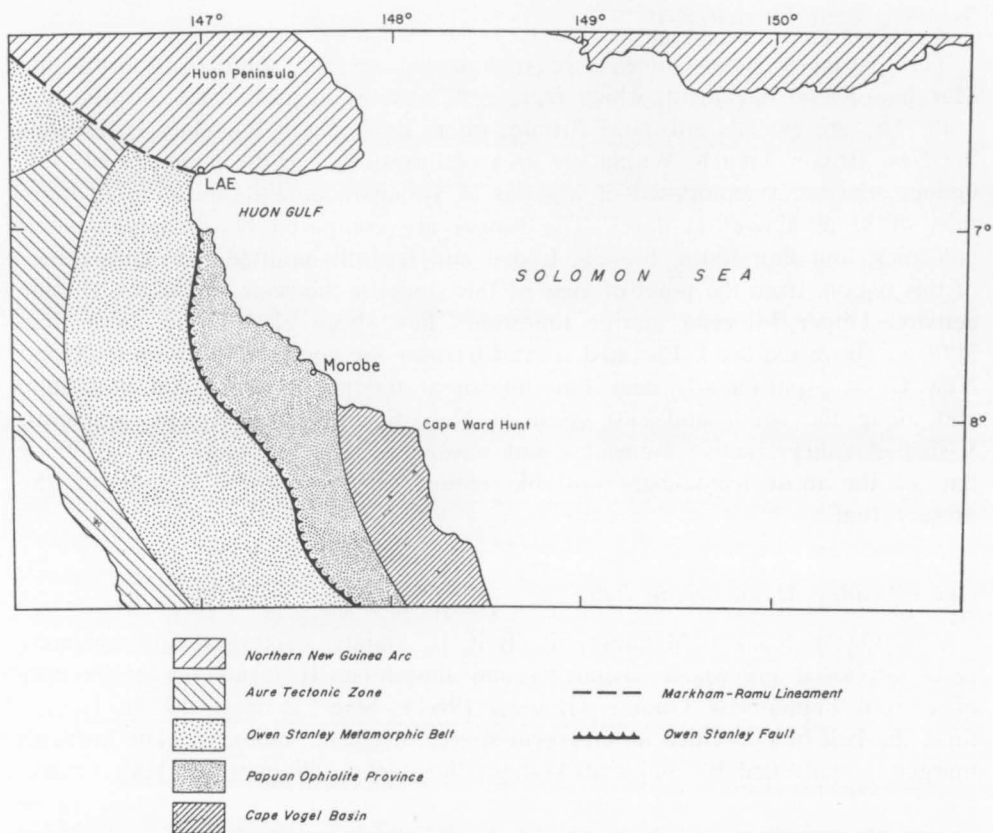 147° 148° 149° 150°
Huon Peninsula
LAE
HUON GULF
7°
SOLOMON SEA
Morobe
8°
Cape Ward Hunt
Northern New Guinea Arc
Aure Tectonic Zone
Markham-Ramu Lineament
Owen Stanley Metamorphic Belt
Owen Stanley Fault
Papuan Ophiolite Province
Cape Vogel Basin